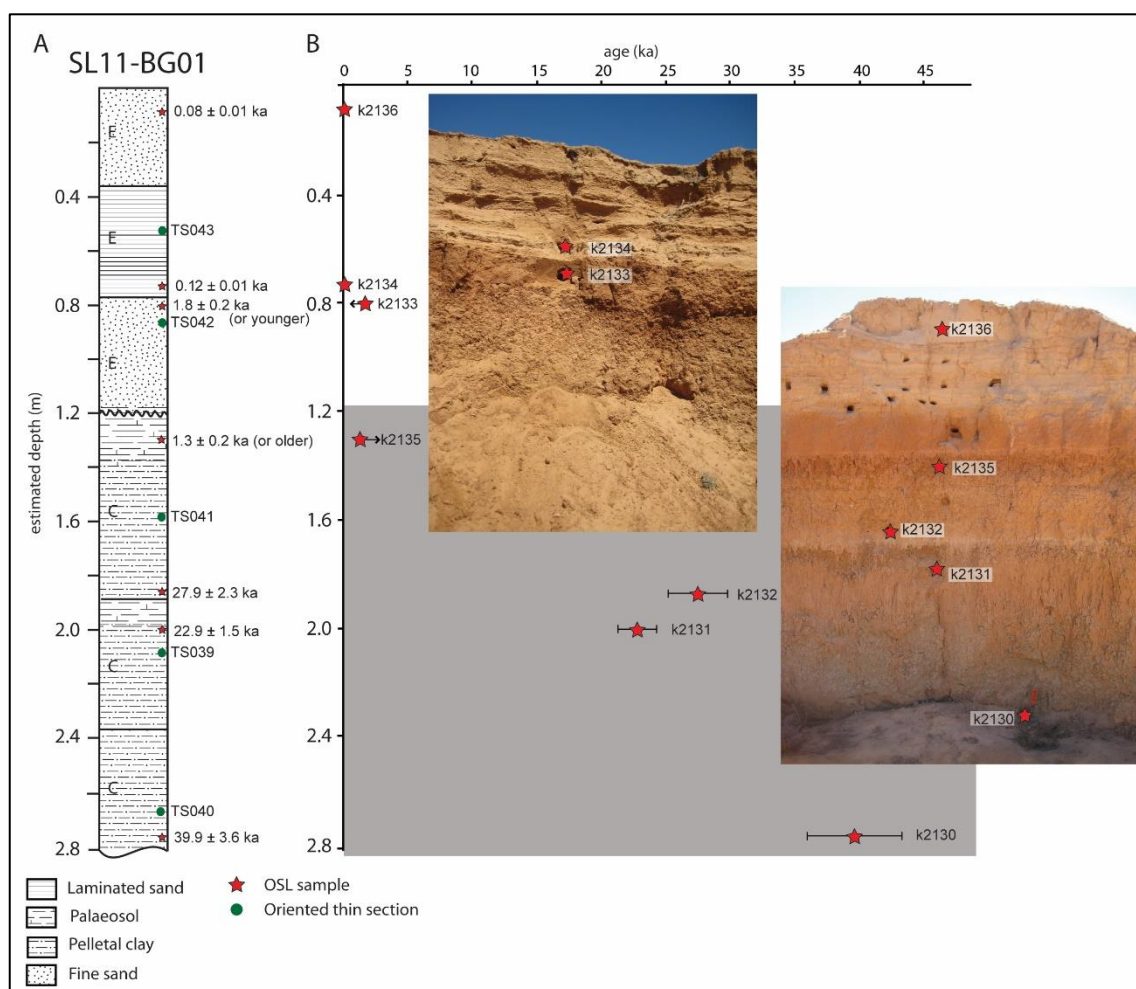 A
SL11-BG01
B
age (ka)
0 5 10 15 20 25 30 35 40 45
estimated depth (m)
0.4
0.8
1.2
1.6
2.0
2.4
2.8
E
E
E
C
C
C
0.08 ± 0.01 ka
TS043
0.12 ± 0.01 ka
1.8 ± 0.2 ka
TS042 (or younger)
1.3 ± 0.2 ka (or older)
TS041
27.9 ± 2.3 ka
22.9 ± 1.5 ka
TS039
TS040
39.9 ± 3.6 ka
0.4
0.8
1.2
1.6
2.0
2.4
2.8
k2136
k2134
k2133
k2135
k2132
k2131
k2130
k2134
k2133
k2136
k2135
k2132
k2131
k2130
Laminated sand
Palaeosol
Pelletal clay
Fine sand
OSL sample
Oriented thin section